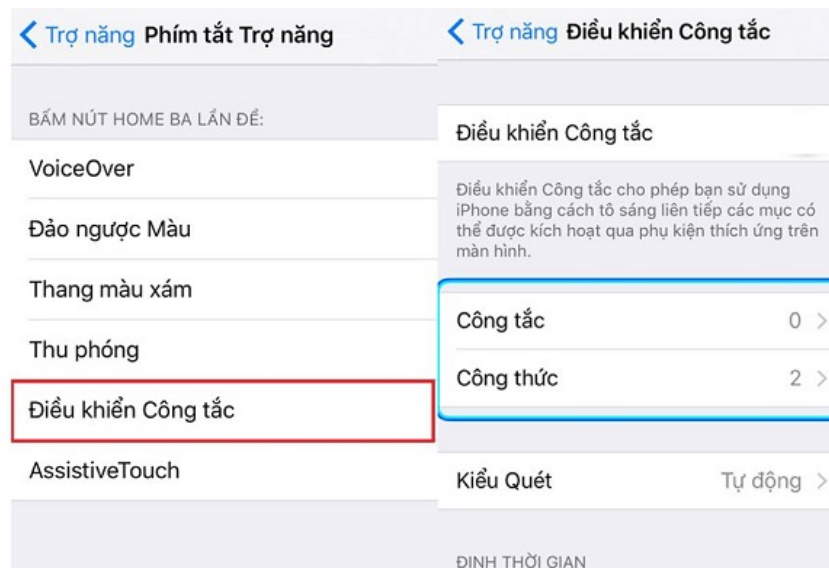 Trợ năng Phím tắt Trợ năng
BẤM NÚT HOME BA LẦN ĐỂ:
VoiceOver
Đảo ngược Màu
Thang màu xám
Thu phóng
Điều khiển Công tắc
AssistiveTouch
Trợ năng Điều khiển Công tắc
Điều khiển Công tắc
Điều khiển Công tắc cho phép bạn sử dụng
iPhone bằng cách tô sáng liên tiếp các mục có
thể được kích hoạt qua phụ kiện thích ứng trên
màn hình.
Công tắc 0
Công thức 2
Kiểu Quét Tự động
ĐỊNH THỜI GIAN